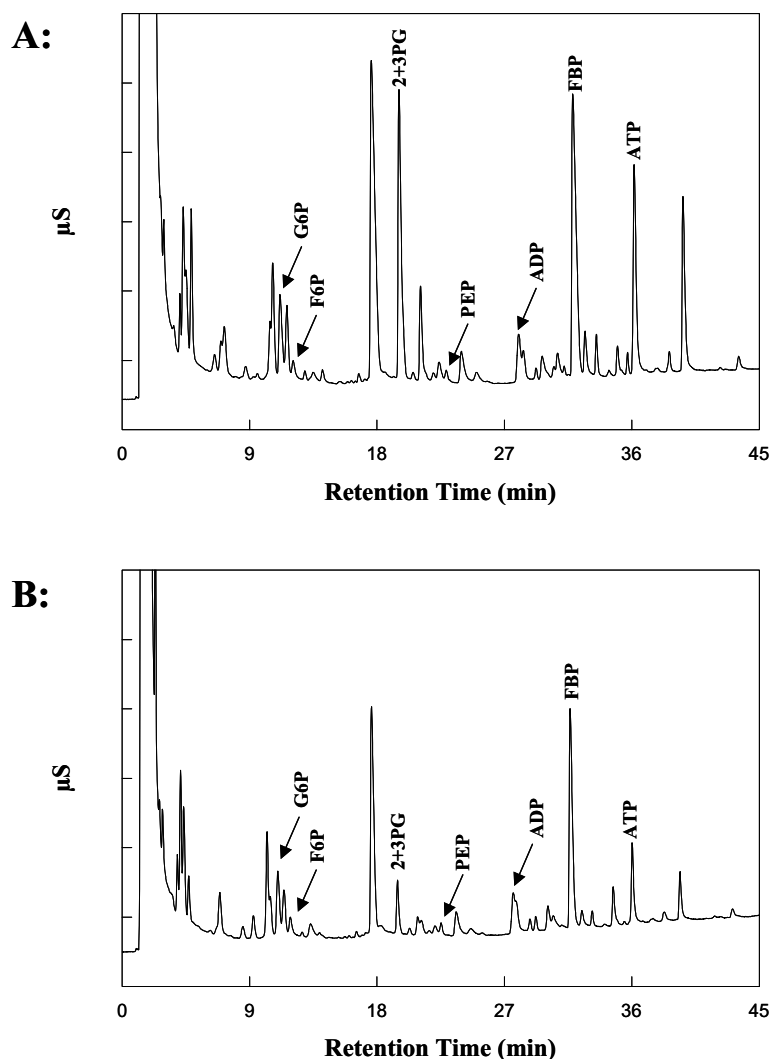 A:
µS
G6P
F6P
2+3PG
PEP
ADP
FBP
ATP
0 9 18 27 36 45
Retention Time (min)
B:
µS
G6P
F6P
2+3PG
PEP
ADP
FBP
ATP
0 9 18 27 36 45
Retention Time (min)